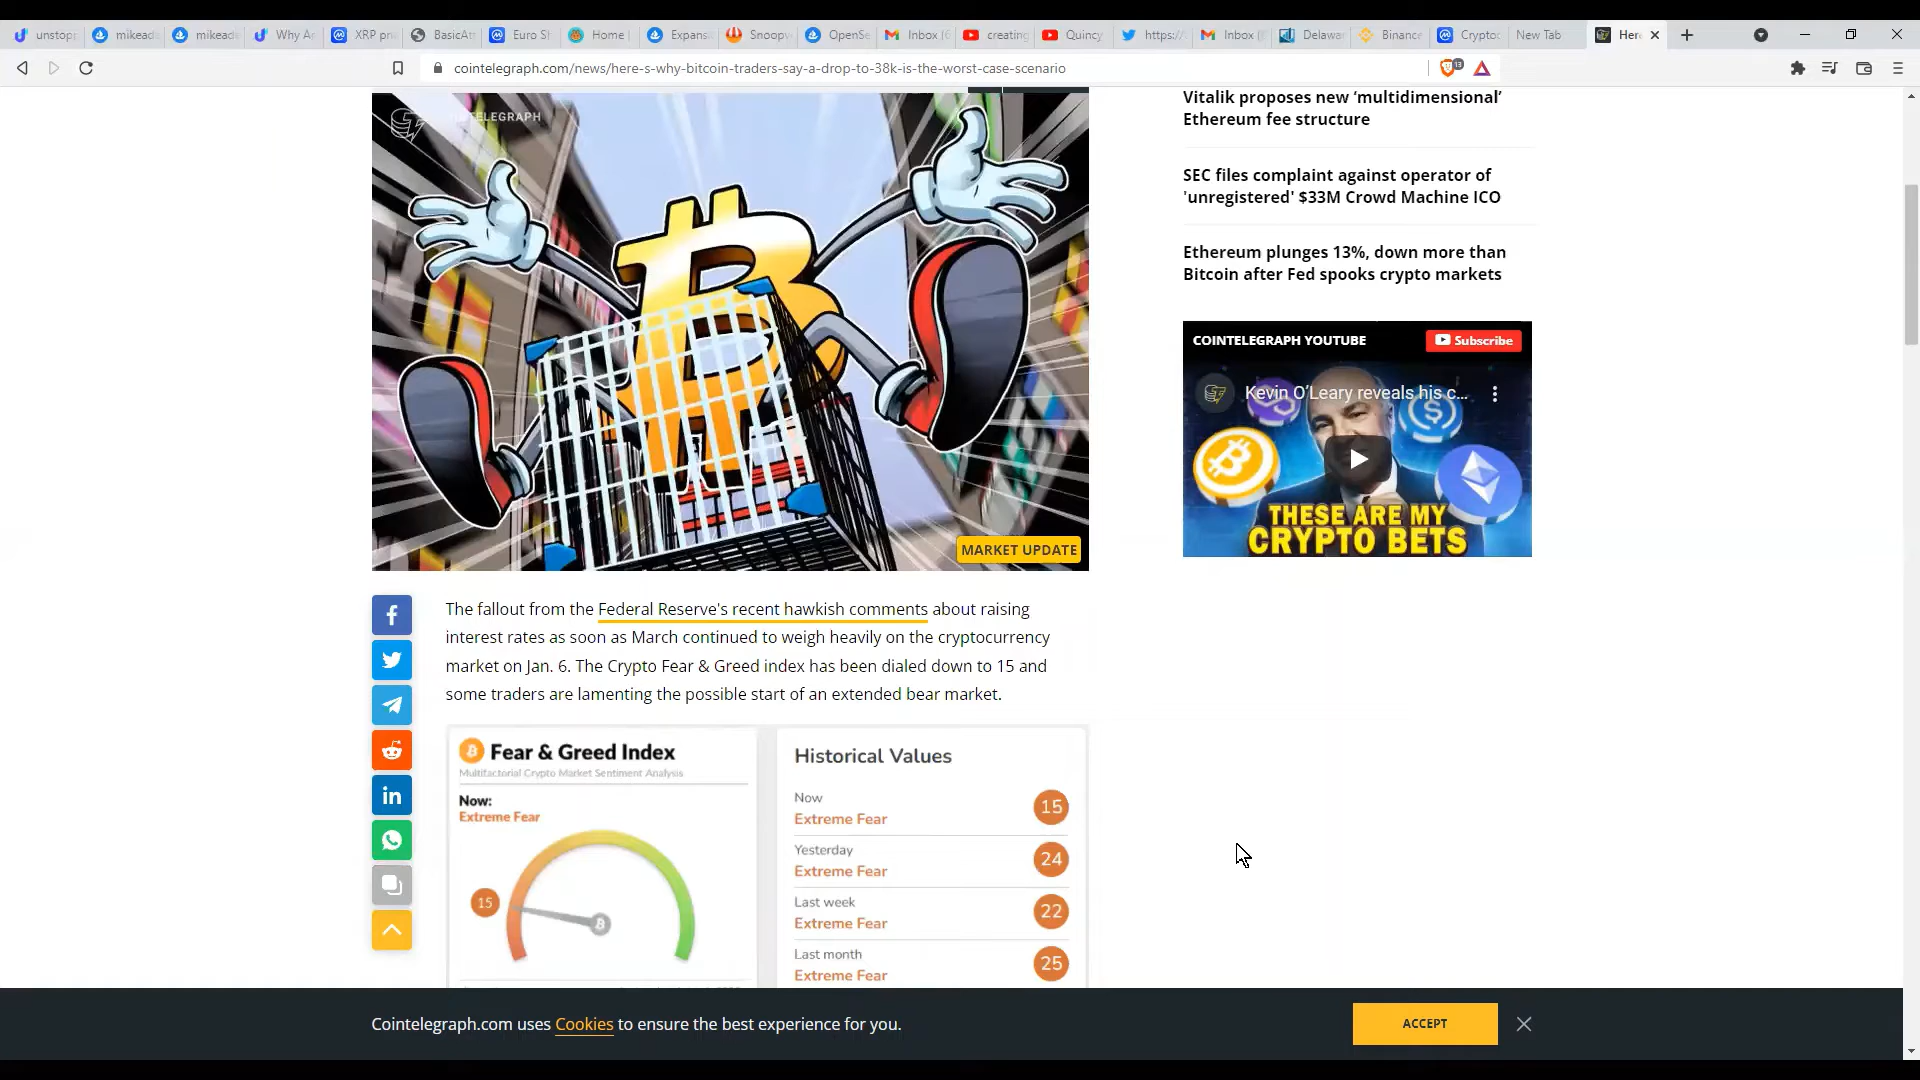 unstopp
mikead
mikead
Why A
XRP pri
BasicAt
Euro S
Home |
Expans
Snoopv
OpenSe
Inbox (6
creating
Quincy
https:/
Inbox (
Delawa
Binanc
Crypto
New Tab
Her
cointelegraph.com/news/here-s-why-bitcoin-traders-say-a-drop-to-38k-is-the-worst-case-scenario
13
MARKET UPDATE
Vitalik proposes new ‘multidimensional’
Ethereum fee structure
SEC files complaint against operator of
'unregistered' $33M Crowd Machine ICO
Ethereum plunges 13%, down more than
Bitcoin after Fed spooks crypto markets
COINTELEGRAPH YOUTUBE
Subscribe
Kevin O'Leary reveals his c...
THESE ARE MY
CRYPTO BETS
The fallout from the Federal Reserve's recent hawkish comments about raising
interest rates as soon as March continued to weigh heavily on the cryptocurrency
market on Jan. 6. The Crypto Fear & Greed index has been dialed down to 15 and
some traders are lamenting the possible start of an extended bear market.
Fear & Greed Index
Multifactorial Crypto Market Sentiment Analysis
Now:
Extreme Fear
15
Historical Values
Now
Extreme Fear
15
Yesterday
Extreme Fear
24
Last week
Extreme Fear
22
Last month
Extreme Fear
25
Cointelegraph.com uses Cookies to ensure the best experience for you.
ACCEPT